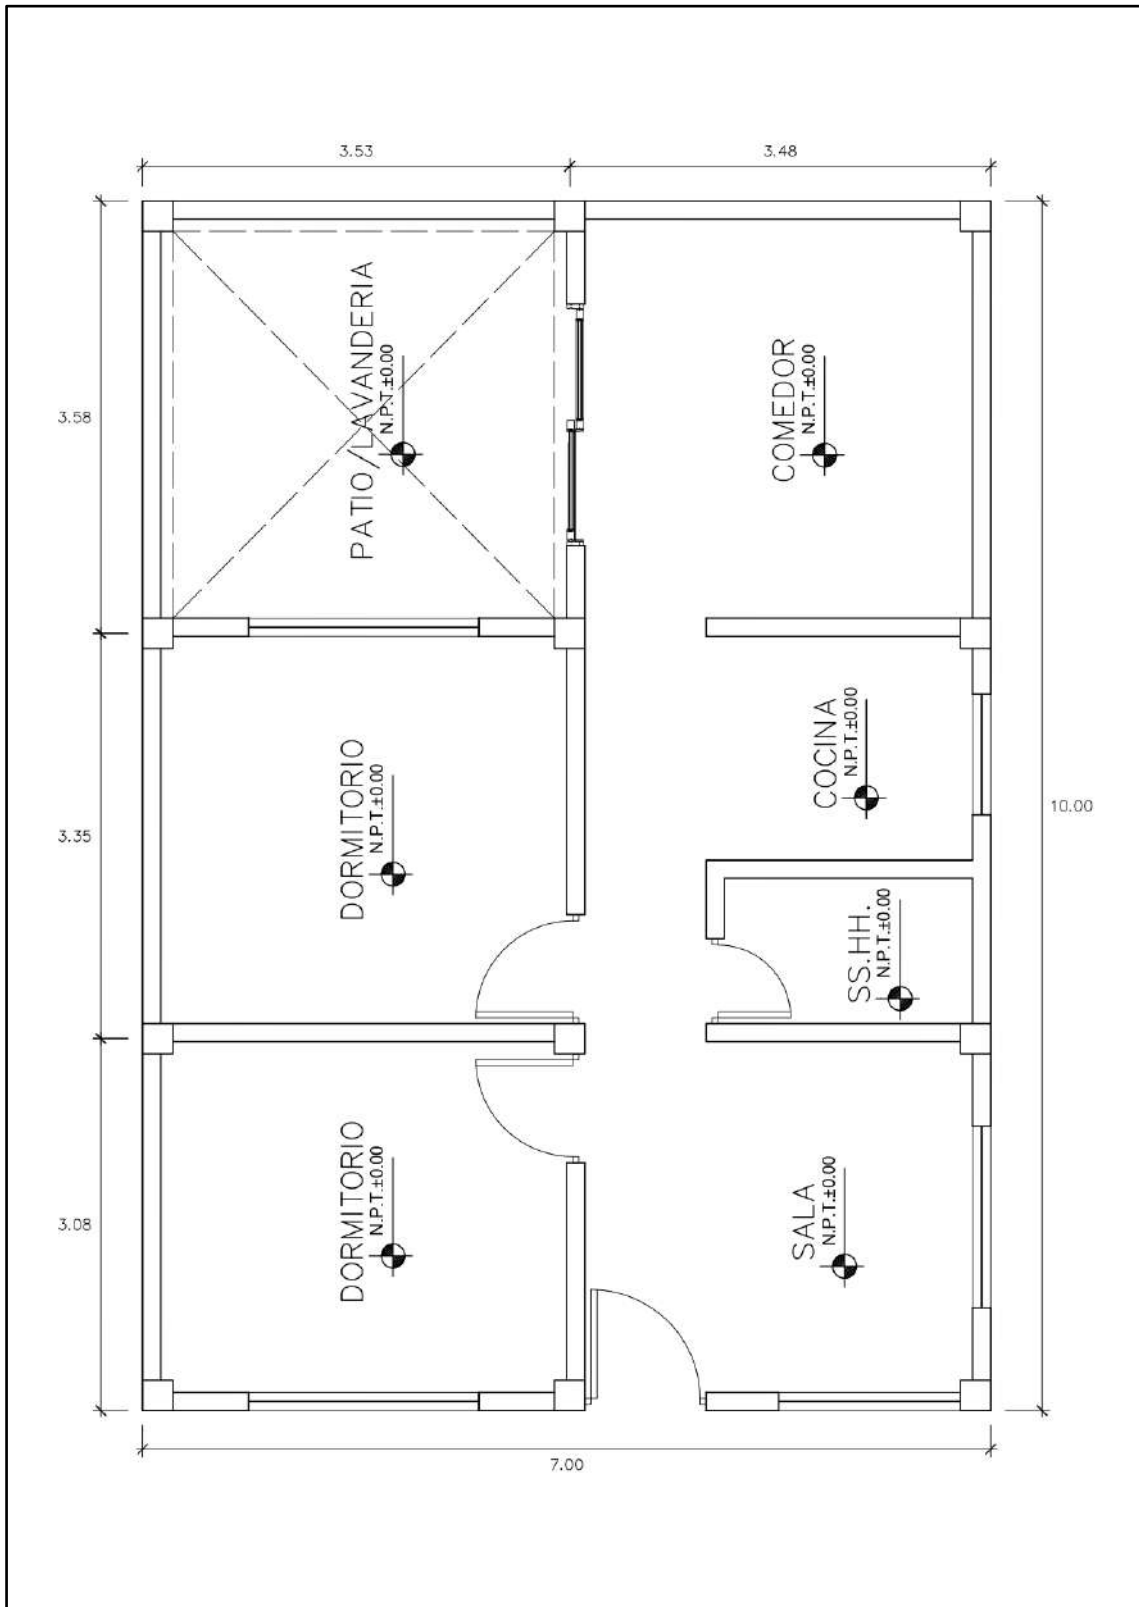 3.53
3.48
PATIO/LAVANDERIA
N.P.T.±0.00
COMEDOR
N.P.T.±0.00
3.58
COCINA
N.P.T.±0.00
DORMITORIO
N.P.T.±0.00
10.00
3.35
SS.HH.
N.P.T.±0.00
DORMITORIO
N.P.T.±0.00
SALA
N.P.T.±0.00
3.08
7.00